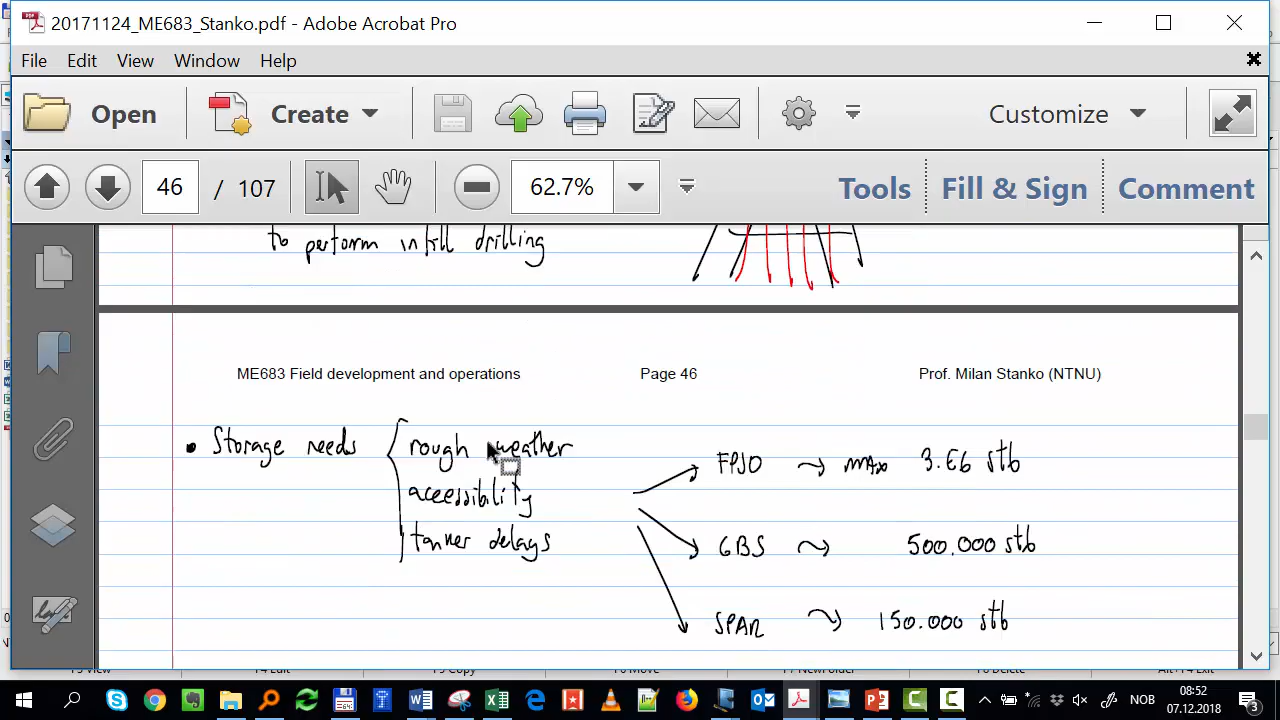 20171124_ME683_Stanko.pdf - Adobe Acrobat Pro
File Edit View Window Help
Open Create Customize
46 / 107 62.7% Tools Fill & Sign Comment
to perform infill drilling
ME683 Field development and operations Page 46 Prof. Milan Stanko (NTNU)
• Storage needs rough weather
FPSO → max 3.E6 stb
accessibility
tanker delays
GBS → 500.000 stb
SPAR → 150.000 stb
NOB
08:52
07.12.2018
3